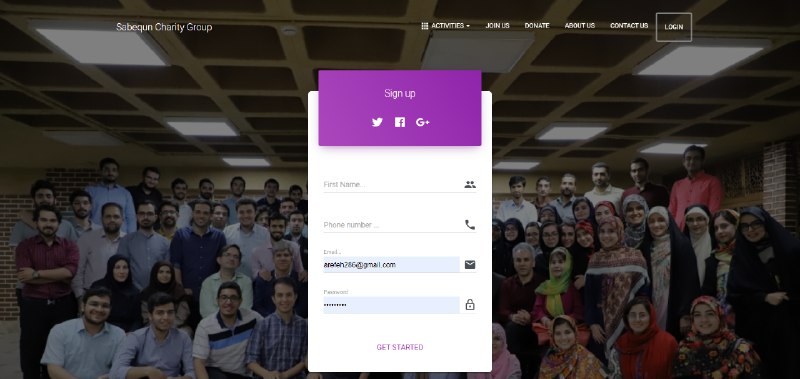 Sabequn Charity Group
ACTIVITIES
JOIN US
DONATE
ABOUT US
CONTACT US
LOGIN
Sign up
G+
First Name...
Phone number ...
Email...
arefeh286@gmail.com
Password
GET STARTED